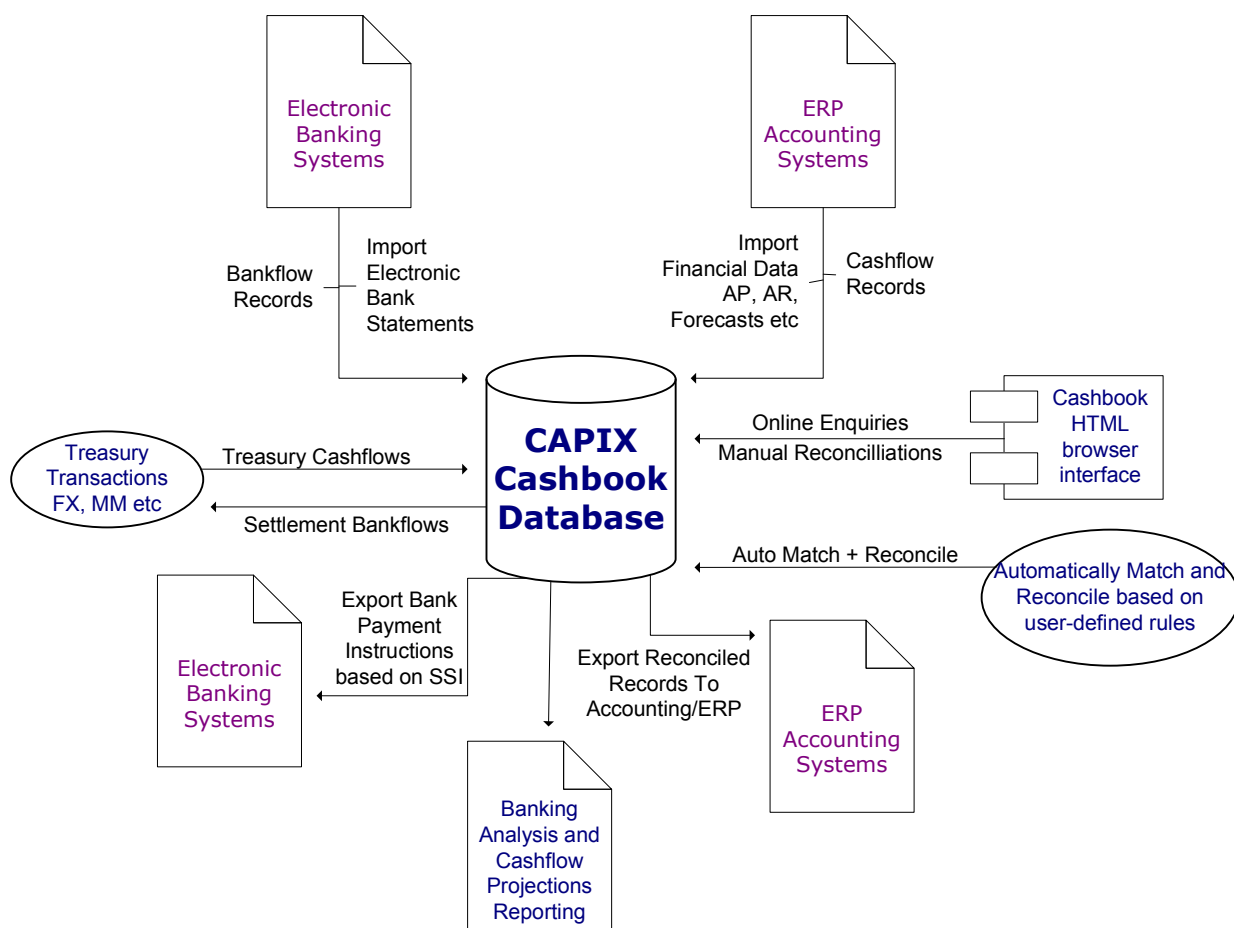 Electronic
Banking
Systems
ERP
Accounting
Systems
Bankflow
Records
Import
Electronic
Bank
Statements
Import
Financial Data
AP, AR,
Forecasts etc
Cashflow
Records
CAPIX
Cashbook
Database
Online Enquiries
Manual Reconcilliations
Cashbook
HTML
browser
interface
Treasury
Transactions
FX, MM etc
Treasury Cashflows
Settlement Bankflows
Auto Match + Reconcile
Automatically Match and
Reconcile based on
user-defined rules
Export Bank
Payment
Instructions
based on SSI
Electronic
Banking
Systems
Export Reconciled
Records To
Accounting/ERP
ERP
Accounting
Systems
Banking
Analysis and
Cashflow
Projections
Reporting